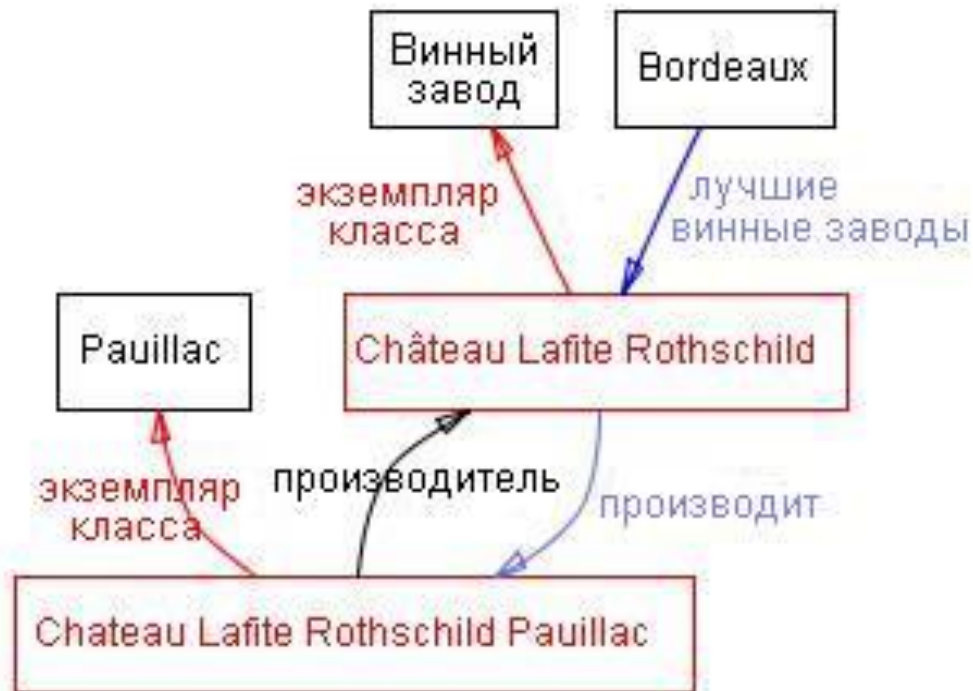 Винный
завод
Bordeaux
экземпляр
класса
лучшие
винные заводы
Pauillac
Château Lafite Rothschild
экземпляр
класса
производитель
производит
Chateau Lafite Rothschild Pauillac